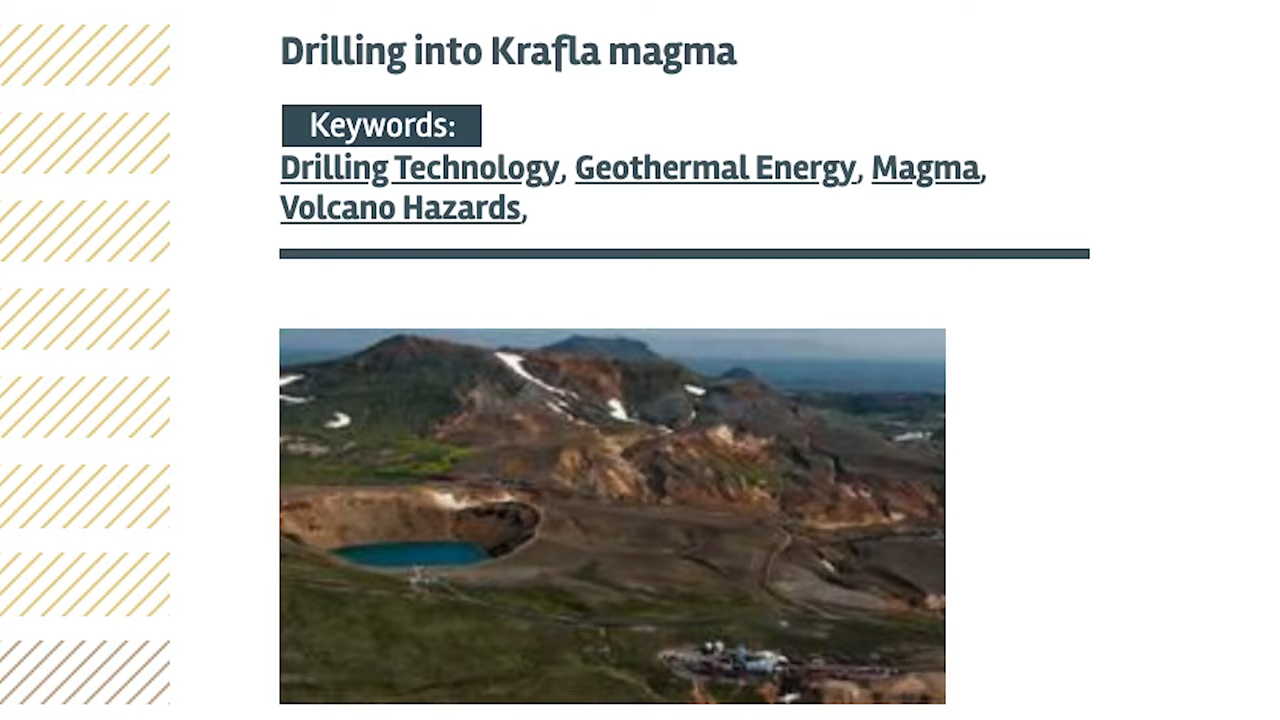 Drilling into Krafla magma
Keywords:
Drilling Technology, Geothermal Energy, Magma,
Volcano Hazards,